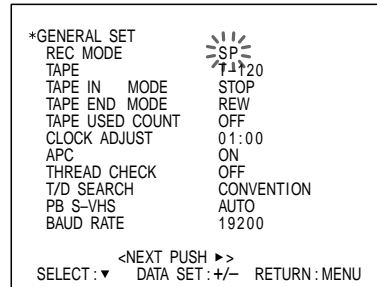 *GENERAL SET
REC MODE SP
TAPE T-120
TAPE IN MODE STOP
TAPE END MODE REW
TAPE USED COUNT OFF
CLOCK ADJUST 01:00
APC ON
THREAD CHECK OFF
T/D SEARCH CONVENTION
PB S–VHS AUTO
BAUD RATE 19200
<NEXT PUSH ►>
SELECT:▼ DATA SET:+/– RETURN:MENU